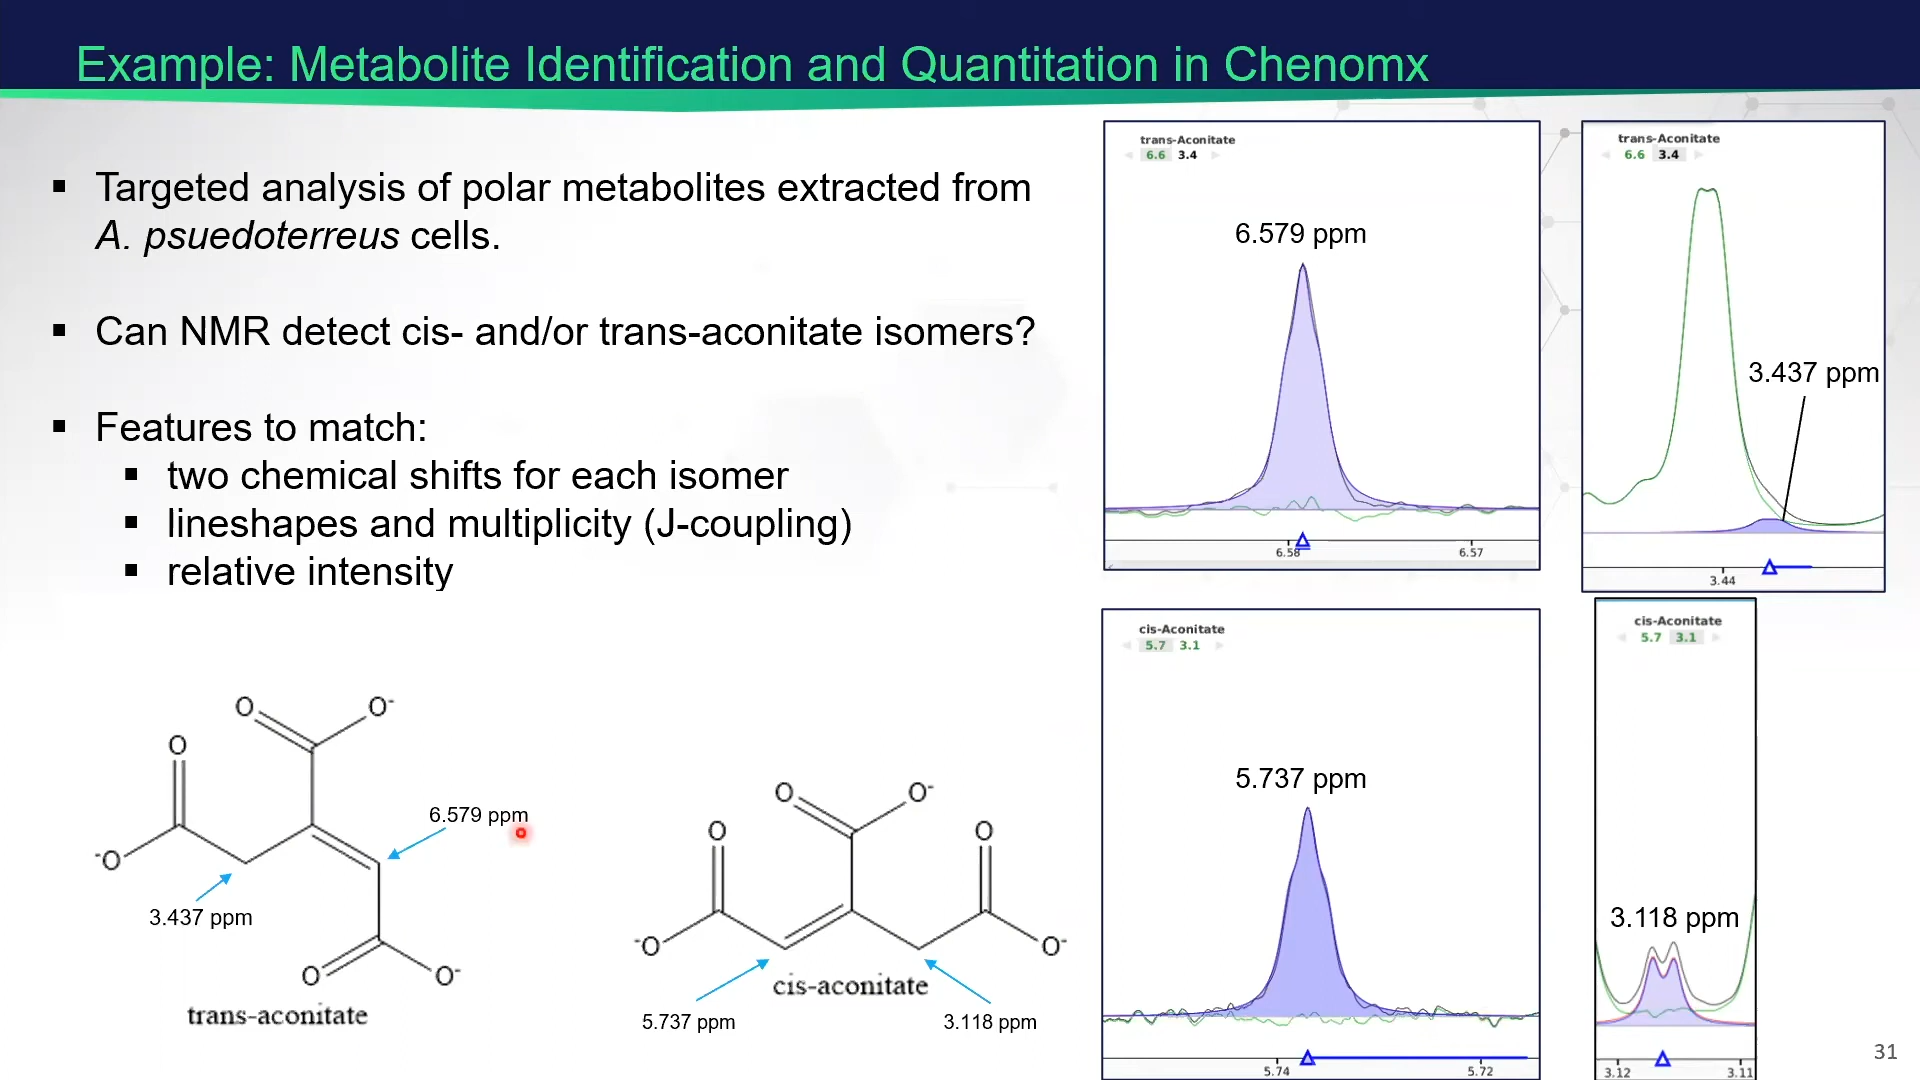 Example: Metabolite Identification and Quantitation in Chenomx
▪ Targeted analysis of polar metabolites extracted from
A. psuedoterreus cells.
▪ Can NMR detect cis- and/or trans-aconitate isomers?
▪ Features to match:
▪ two chemical shifts for each isomer
▪ lineshapes and multiplicity (J-coupling)
▪ relative intensity
O
O-
O
-O
6.579 ppm
3.437 ppm
O
O-
trans-aconitate
O
O-
O
O
-O
O-
cis-aconitate
5.737 ppm
3.118 ppm
trans-Aconitate
6.6 3.4
6.579 ppm
6.58
6.57
trans-Aconitate
6.6 3.4
3.437 ppm
3.44
cis-Aconitate
5.7 3.1
5.737 ppm
5.74
5.72
cis-Aconitate
5.7 3.1
3.118 ppm
3.12
3.11
31